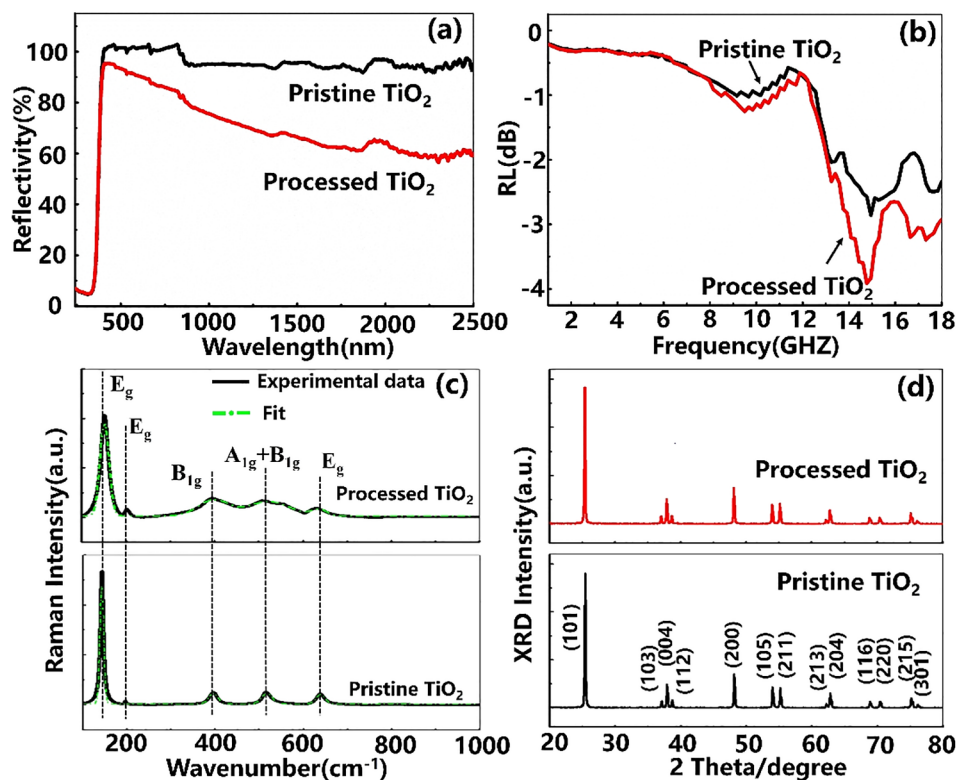 (a)
Reflectivity(%)
100
80
60
40
20
0
Pristine TiO₂
Processed TiO₂
500 1000 1500 2000 2500
Wavelength(nm)
(b)
RL(dB)
0
-1
-2
-3
-4
Pristine TiO₂
Processed TiO₂
2 4 6 8 10 12 14 16 18
Frequency(GHZ)
(c)
Raman Intensity(a.u.)
Experimental data
Fit
E_g
E_g
B₁g
A₁g+B₁g
E_g
Processed TiO₂
Pristine TiO₂
200 400 600 800 1000
Wavenumber(cm⁻¹)
(d)
XRD Intensity(a.u.)
Processed TiO₂
Pristine TiO₂
(101)
(103)
(004)
(112)
(200)
(105)
(211)
(213)
(204)
(116)
(220)
(215)
(301)
20 30 40 50 60 70 80
2 Theta/degree